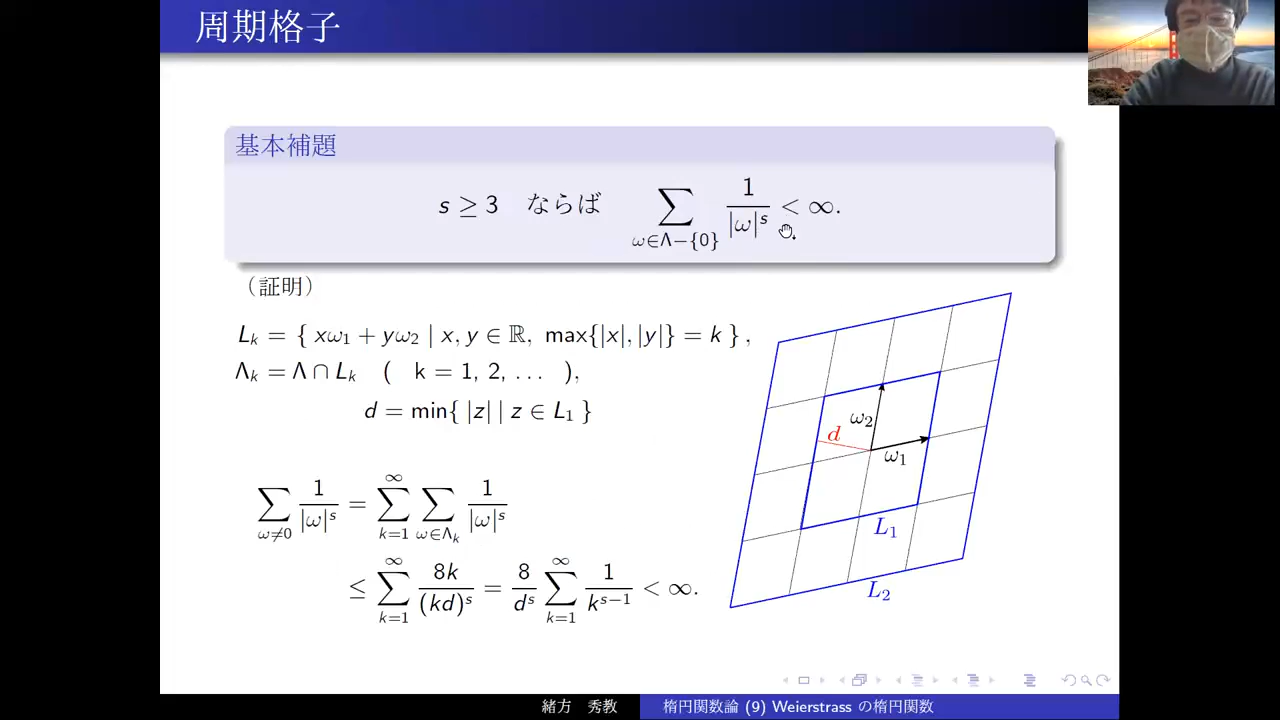 周期格子
基本補題
s ≥ 3 ならば ∑_{ω∈Λ−{0}} 1/|ω|^s < ∞.
（証明）
L_k = { xω_1 + yω_2 | x, y ∈ ℝ, max{|x|, |y|} = k },
Λ_k = Λ ∩ L_k ( k = 1, 2, … ),
d = min{ |z| | z ∈ L_1 }
∑_{ω≠0} 1/|ω|^s = ∑_{k=1}^{∞} ∑_{ω∈Λ_k} 1/|ω|^s
≤ ∑_{k=1}^{∞} 8k/(kd)^s = 8/d^s ∑_{k=1}^{∞} 1/k^{s−1} < ∞.
ω_2
d
ω_1
L_1
L_2
緒方 秀教
楕円関数論 (9) Weierstrass の楕円関数